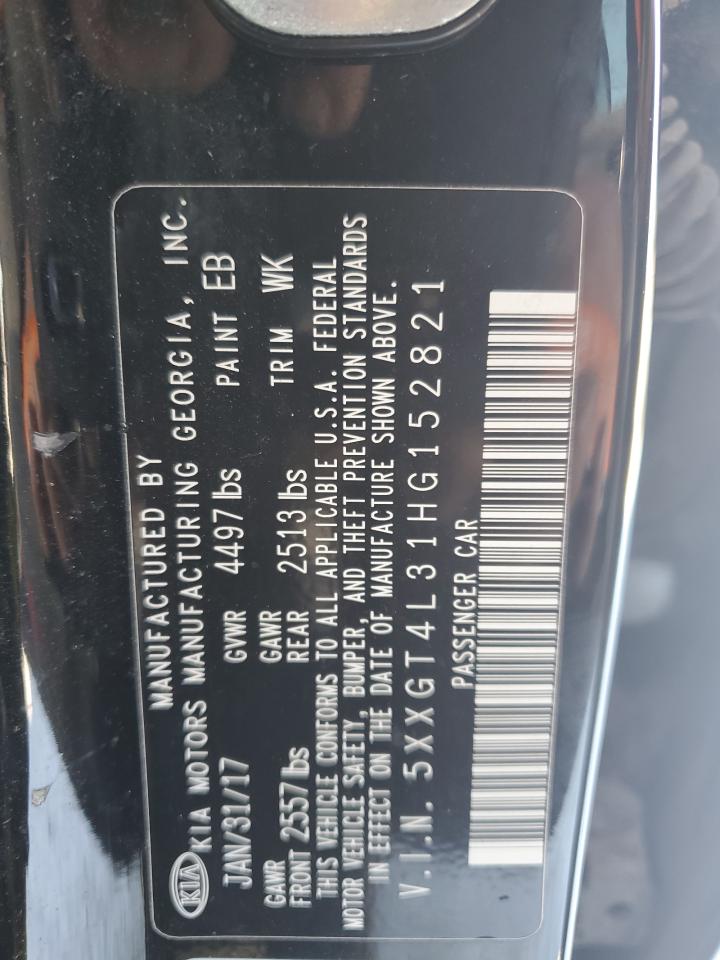 MANUFACTURED BY
KIA KIA MOTORS MANUFACTURING GEORGIA, INC.
JAN/31/17 GVWR 4497 lbs PAINT EB
GAWR FRONT 2557 lbs GAWR REAR 2513 lbs TRIM WK
THIS VEHICLE CONFORMS TO ALL APPLICABLE U.S.A. FEDERAL
MOTOR VEHICLE SAFETY, BUMPER, AND THEFT PREVENTION STANDARDS
IN EFFECT ON THE DATE OF MANUFACTURE SHOWN ABOVE.
V.I.N. 5XXGT4L31HG152821
PASSENGER CAR